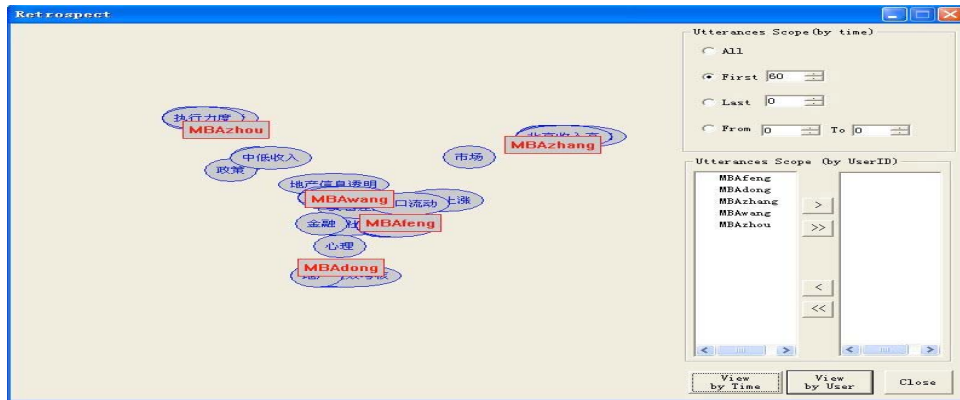 Retrospect
执行力度
MBAzhou
中低收入
政策
市场
MBAzhang
地产信息透明
MBAwang
口流动
上涨
金融
MBAfeng
心理
MBAdong
Utterances Scope(by time)
All
First 60
Last 0
From 0 To 0
Utterances Scope (by UserID)
MBAfeng
MBAdong
MBAzhang
MBAwang
MBAzhou
>
>>
<
<<
View by Time
View by User
Close